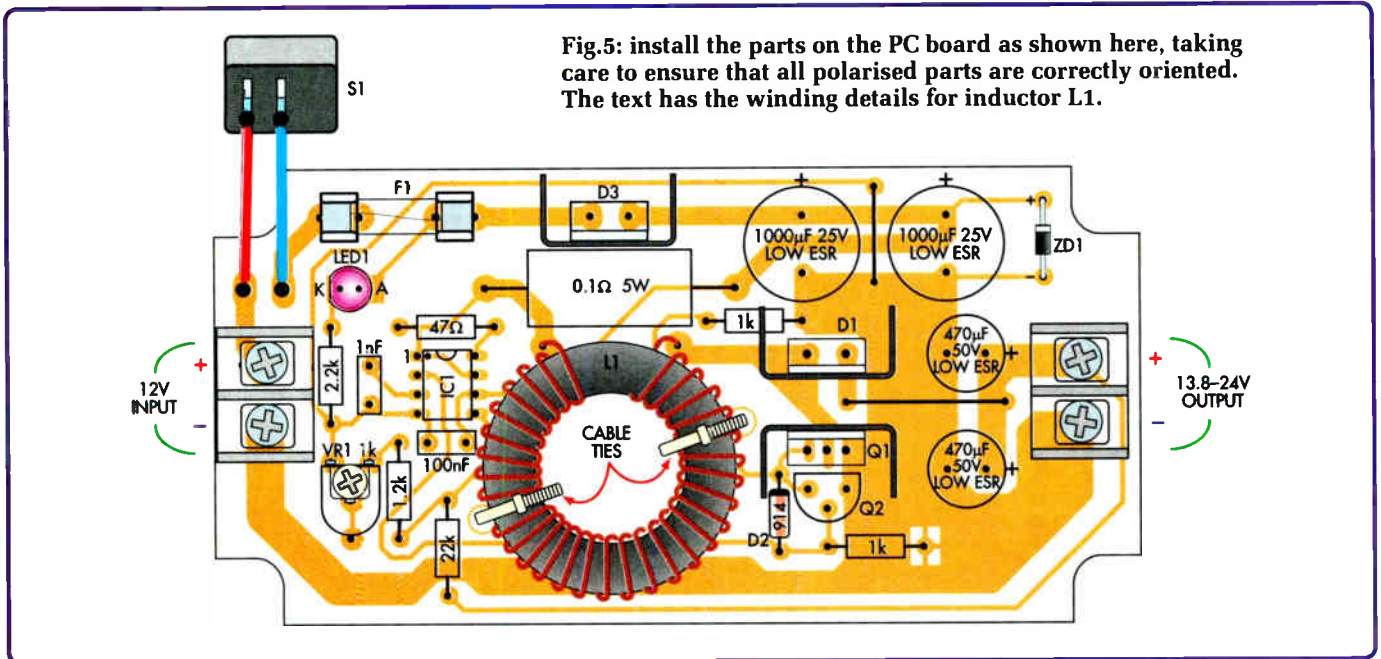 Fig.5: install the parts on the PC board as shown here, taking
care to ensure that all polarised parts are correctly oriented.
The text has the winding details for inductor L1.
S1
F1
D3
+
+
1000µF 25V
LOW ESR
1000µF 25V
LOW ESR
+
ZD1
−
LED1
K
A
0.1Ω 5W
47Ω
1k
D1
470µF
50V
LOW ESR
+
12V
INPUT
+
−
2.2k
1nF
1
IC1
L1
+
−
13.8–24V
OUTPUT
CABLE
TIES
VR1 1k
1.2k
100nF
22k
Q1
Q2
D2
914
1k
470µF
50V
LOW ESR
+